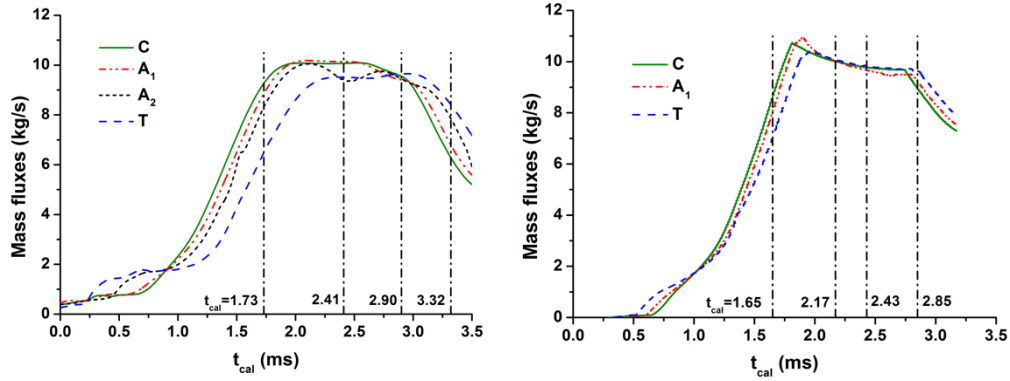 12
10
8
6
4
2
0
Mass fluxes (kg/s)
C
A1
A2
T
tcal=1.73
2.41
2.90
3.32
0.0
0.5
1.0
1.5
2.0
2.5
3.0
3.5
tcal (ms)
12
10
8
6
4
2
0
Mass fluxes (kg/s)
C
A1
T
tcal=1.65
2.17
2.43
2.85
0.0
0.5
1.0
1.5
2.0
2.5
3.0
3.5
tcal (ms)